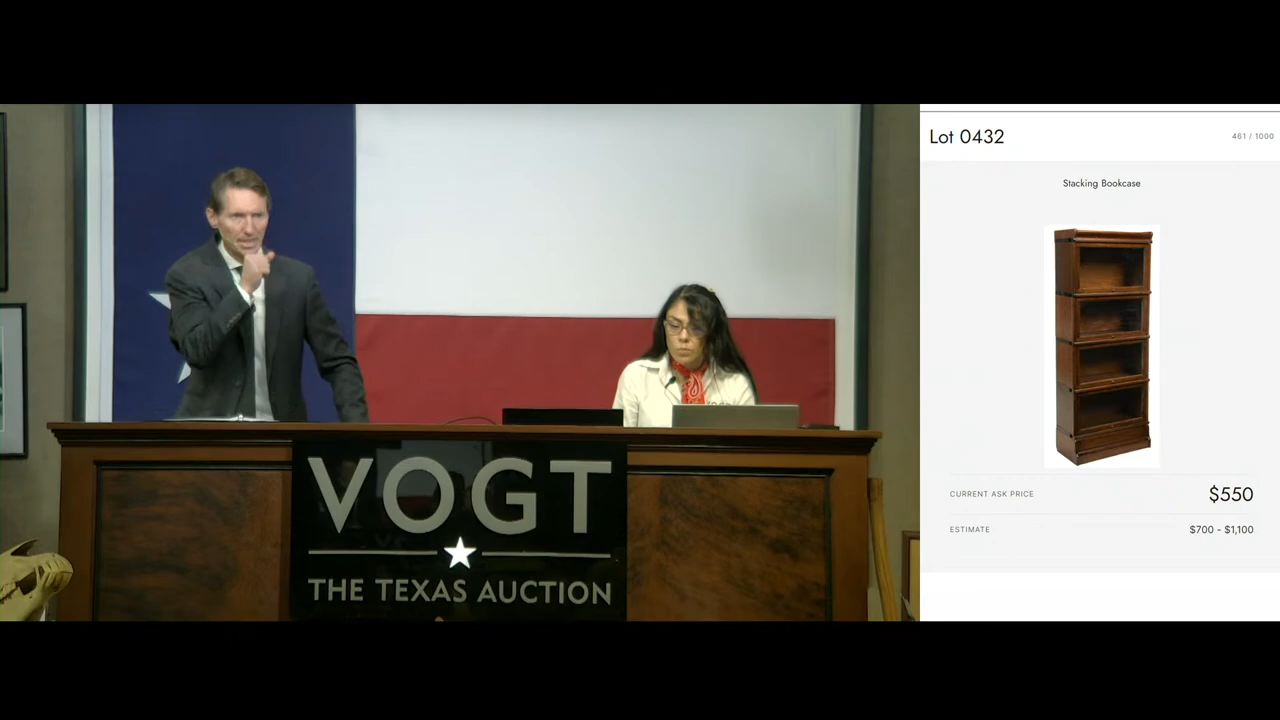 VOGT
THE TEXAS AUCTION
Lot 0432
461 / 1000
Stacking Bookcase
CURRENT ASK PRICE
$550
ESTIMATE
$700 - $1,100